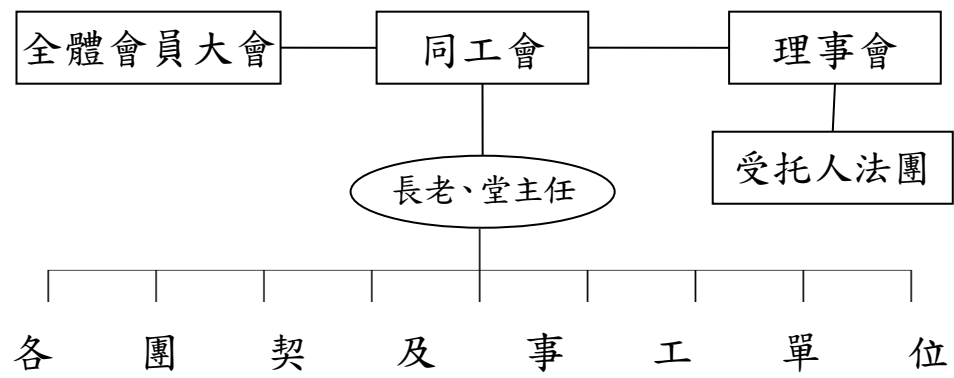 全體會員大會
同工會
理事會
受托人法團
長老、堂主任
各團契及事工單位